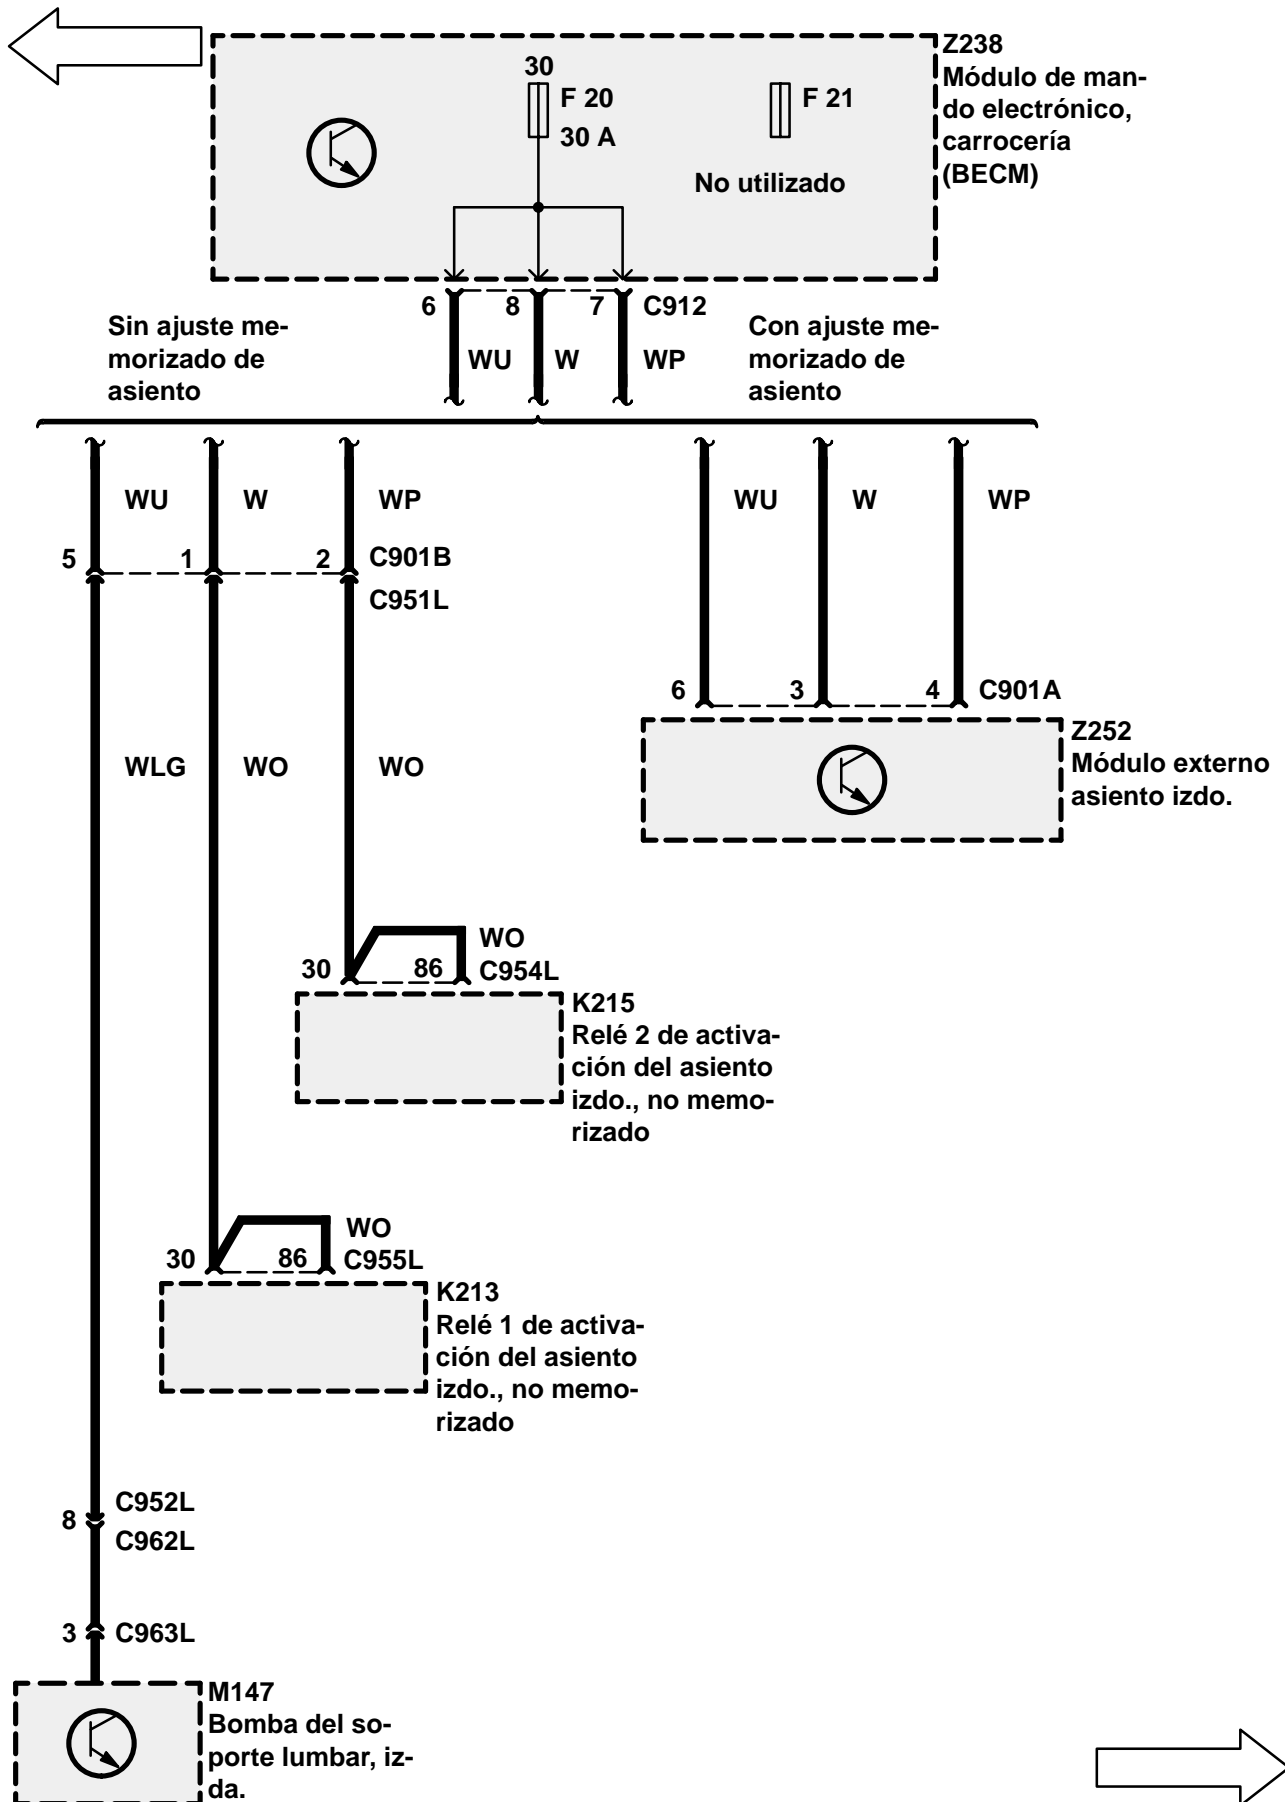 Z238
Módulo de man-
do electrónico,
carrocería
(BECM)
30
F 20
30 A
F 21
No utilizado
6
8
7
C912
Sin ajuste me-
morizado de
asiento
WU
W
WP
Con ajuste me-
morizado de
asiento
WU
W
WP
WU
W
WP
5
1
2
C901B
C951L
6
3
4
C901A
Z252
Módulo externo
asiento izdo.
WLG
WO
WO
WO
30
86
C954L
K215
Relé 2 de activa-
ción del asiento
izdo., no memo-
rizado
WO
30
86
C955L
K213
Relé 1 de activa-
ción del asiento
izdo., no memo-
rizado
C952L
8
C962L
3
C963L
M147
Bomba del so-
porte lumbar, iz-
da.